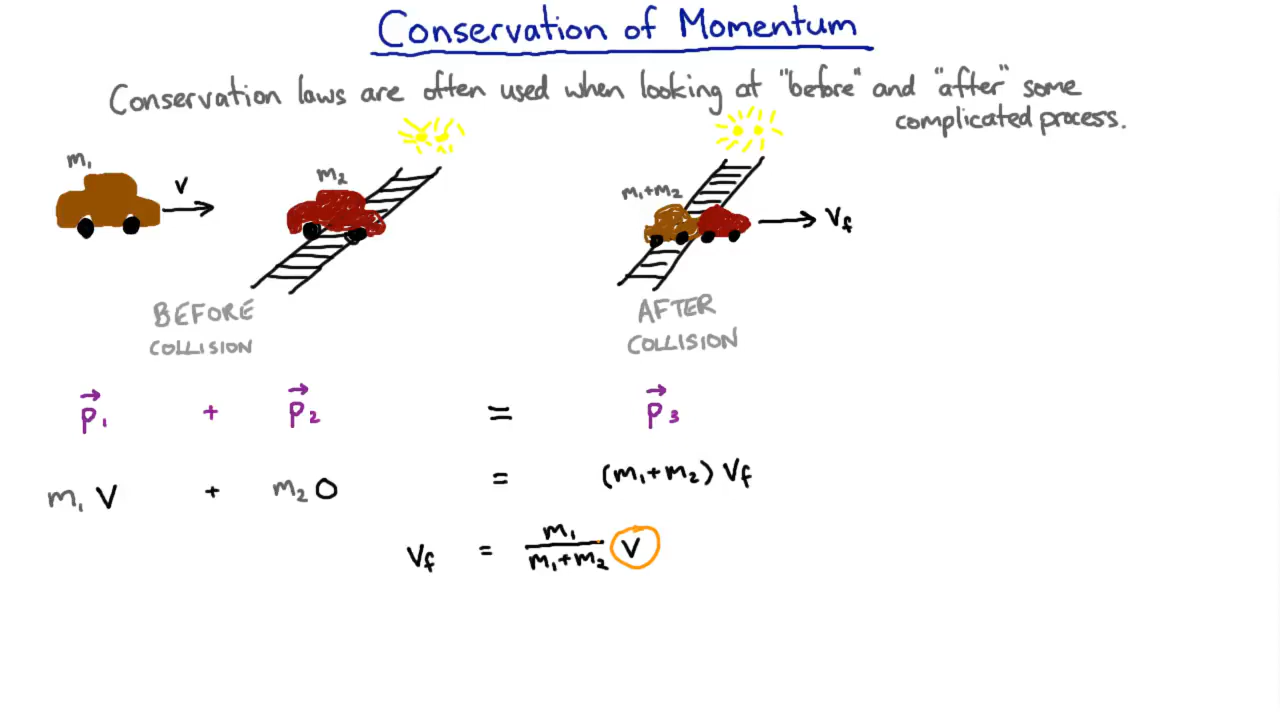 Conservation of Momentum
Conservation laws are often used when looking at "before" and "after" some
complicated process.
m₁
V
m₂
m₁+m₂
V_f
BEFORE
COLLISION
AFTER
COLLISION
p⃗₁ + p⃗₂ = p⃗₃
m₁ V + m₂ 0 = (m₁+m₂) V_f
V_f = m₁/(m₁+m₂) V